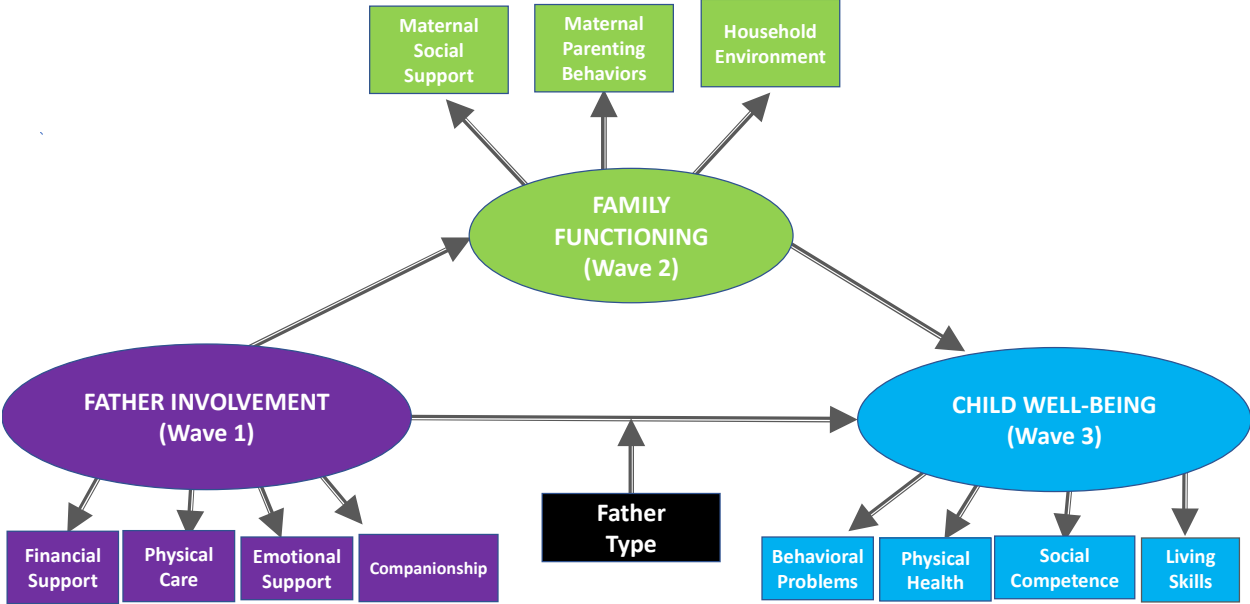 Maternal
Social
Support
Maternal
Parenting
Behaviors
Household
Environment
FAMILY
FUNCTIONING
(Wave 2)
FATHER INVOLVEMENT
(Wave 1)
CHILD WELL-BEING
(Wave 3)
Father
Type
Financial
Support
Physical
Care
Emotional
Support
Companionship
Behavioral
Problems
Physical
Health
Social
Competence
Living
Skills